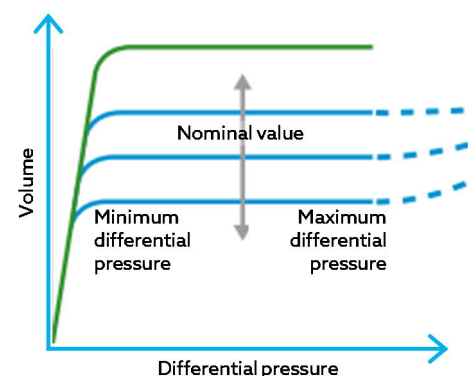 Volume
Nominal value
Minimum
differential
pressure
Maximum
differential
pressure
Differential pressure